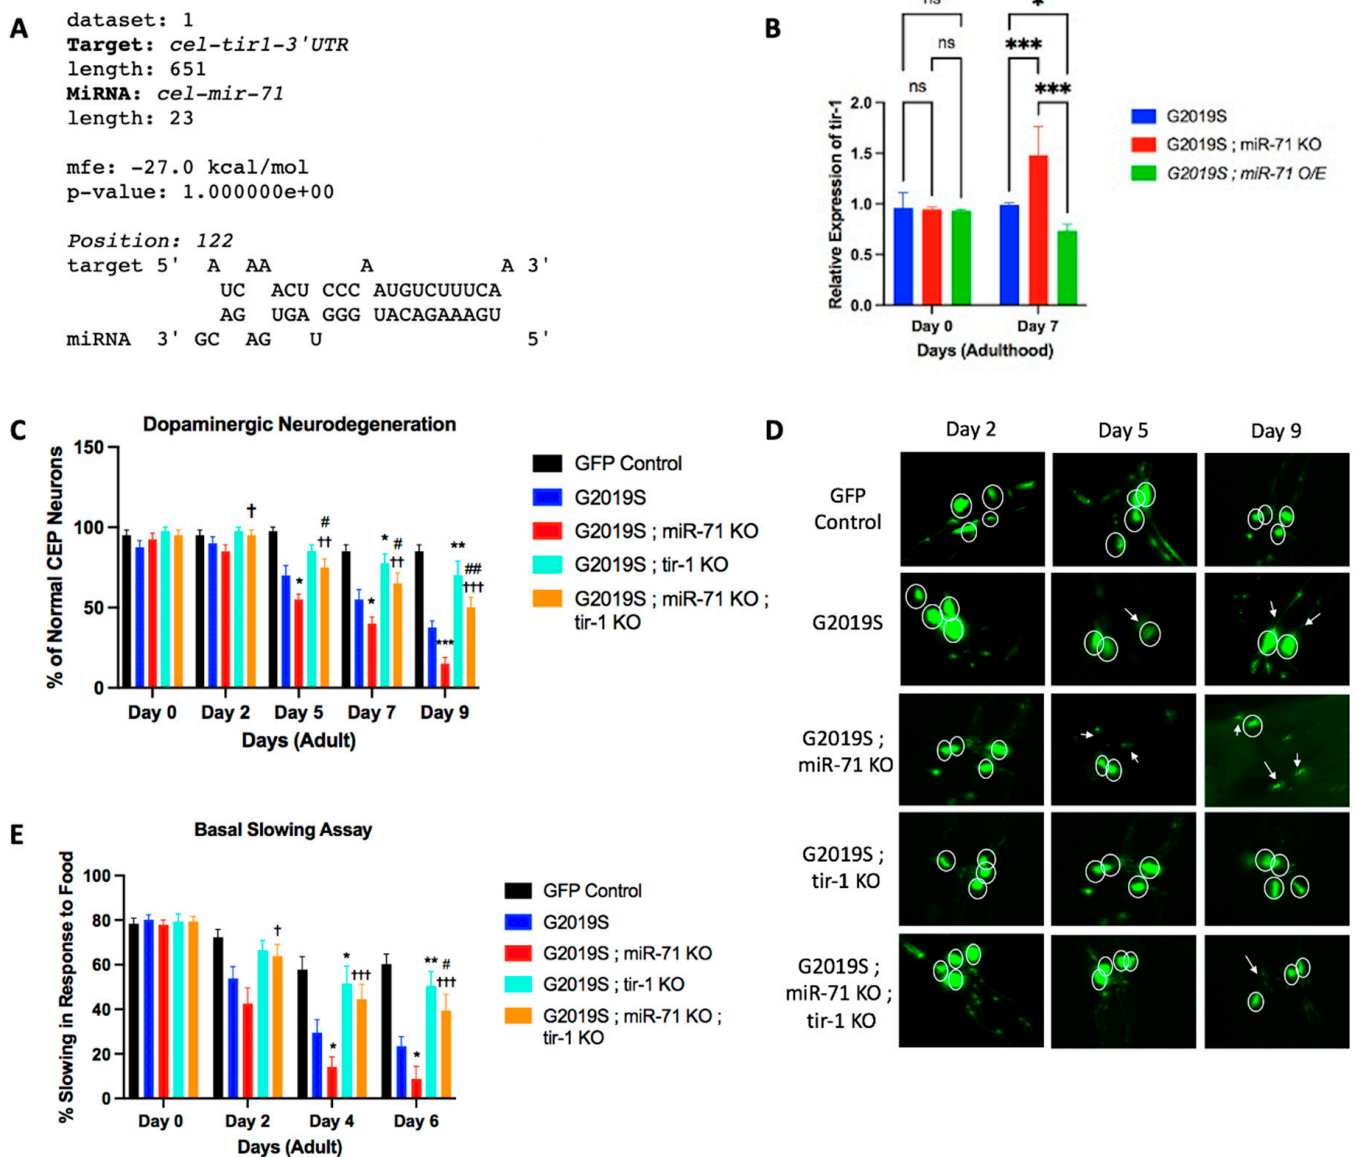 A
dataset: 1
Target: cel-tir1-3'UTR
length: 651
MiRNA: cel-mir-71
length: 23
mfe: -27.0 kcal/mol
p-value: 1.000000e+00
Position: 122
target 5' A AA A A 3'
UC ACU CCC AUGUCUUUCA
AG UGA GGG UACAGAAAGU
miRNA 3' GC AG U 5'
B
ns *
ns ***
ns ***
Relative Expression of tir-1
2.0
1.5
1.0
0.5
0.0
Day 0 Day 7
Days (Adulthood)
G2019S
G2019S ; miR-71 KO
G2019S ; miR-71 O/E
C
Dopaminergic Neurodegeneration
% of Normal CEP Neurons
150
100
50
0
†
# †† *
* # †† *
** ## ††† ***
Day 0 Day 2 Day 5 Day 7 Day 9
Days (Adult)
GFP Control
G2019S
G2019S ; miR-71 KO
G2019S ; tir-1 KO
G2019S ; miR-71 KO ;
tir-1 KO
D
Day 2 Day 5 Day 9
GFP
Control
G2019S
G2019S ;
miR-71 KO
G2019S ;
tir-1 KO
G2019S ;
miR-71 KO ;
tir-1 KO
E
Basal Slowing Assay
% Slowing in Response to Food
100
80
60
40
20
0
†
* ††† *
** # ††† *
Day 0 Day 2 Day 4 Day 6
Days (Adult)
GFP Control
G2019S
G2019S ; miR-71 KO
G2019S ; tir-1 KO
G2019S ; miR-71 KO ;
tir-1 KO